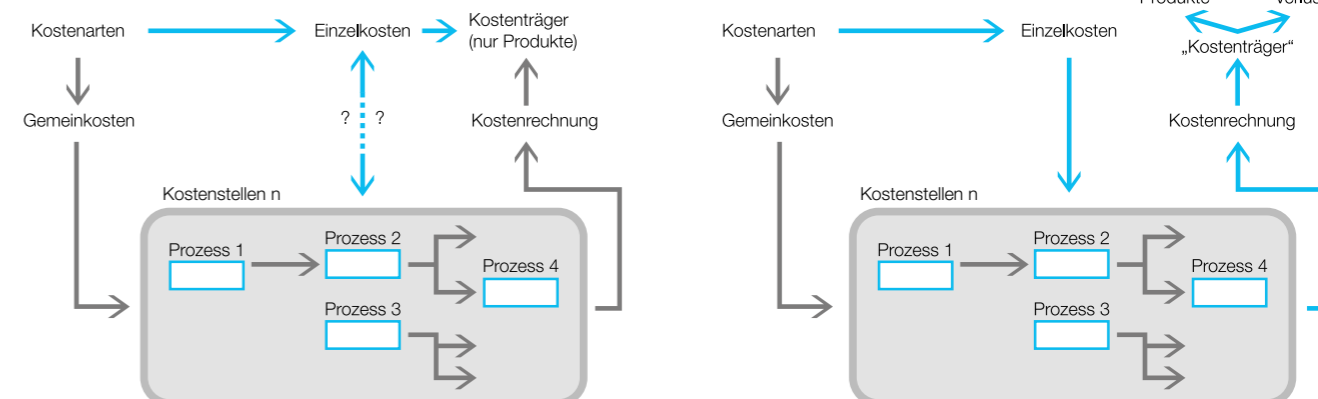 Kostenarten
Einzelkosten
Kostenträger
(nur Produkte)
Gemeinkosten
? ?
Kostenrechnung
Kostenstellen n
Prozess 1
Prozess 2
Prozess 3
Prozess 4
Kostenarten
Einzelkosten
„Kostenträger“
Gemeinkosten
Kostenrechnung
Kostenstellen n
Prozess 1
Prozess 2
Prozess 3
Prozess 4